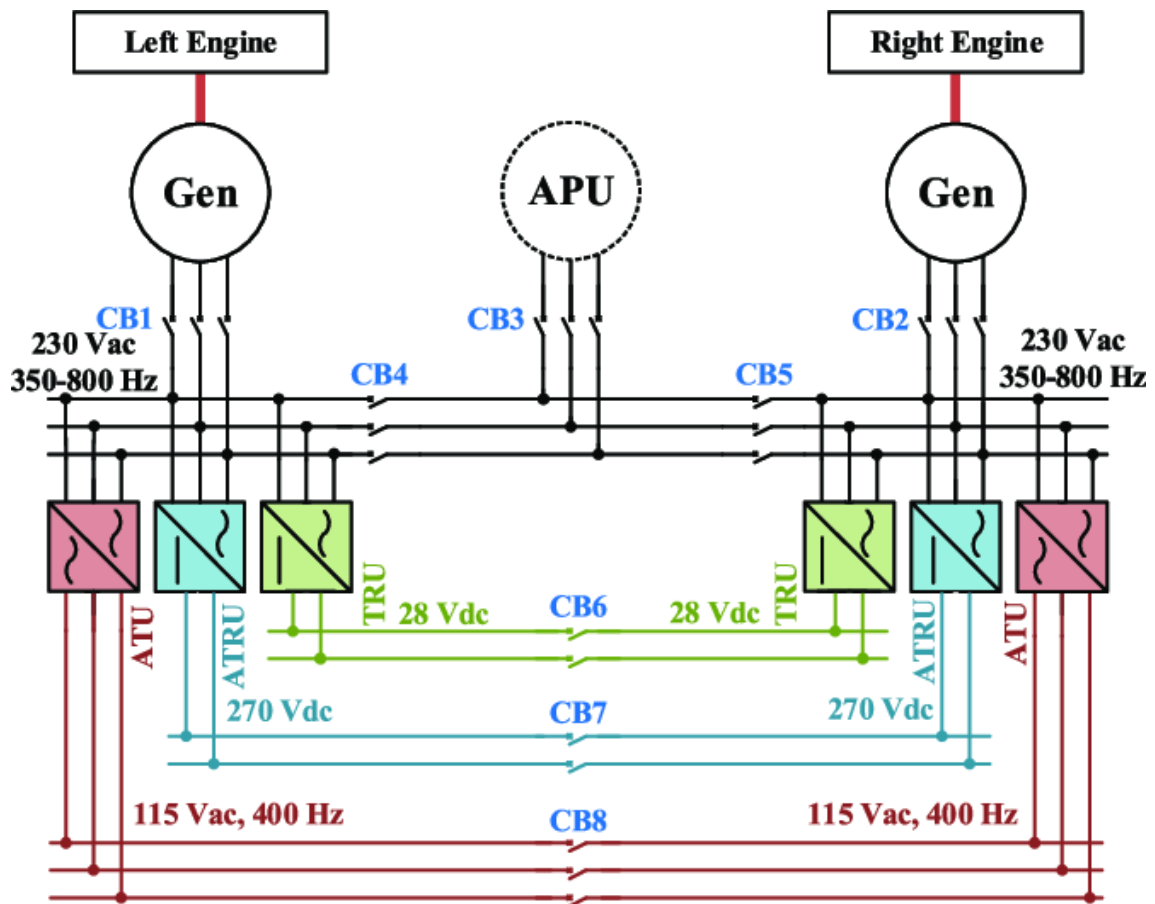 Left Engine
Right Engine
Gen
APU
Gen
CB1
CB3
CB2
230 Vac
350-800 Hz
230 Vac
350-800 Hz
CB4
CB5
ATU
ATRU
TRU
TRU
ATRU
ATU
28 Vdc
CB6
28 Vdc
270 Vdc
CB7
270 Vdc
115 Vac, 400 Hz
CB8
115 Vac, 400 Hz